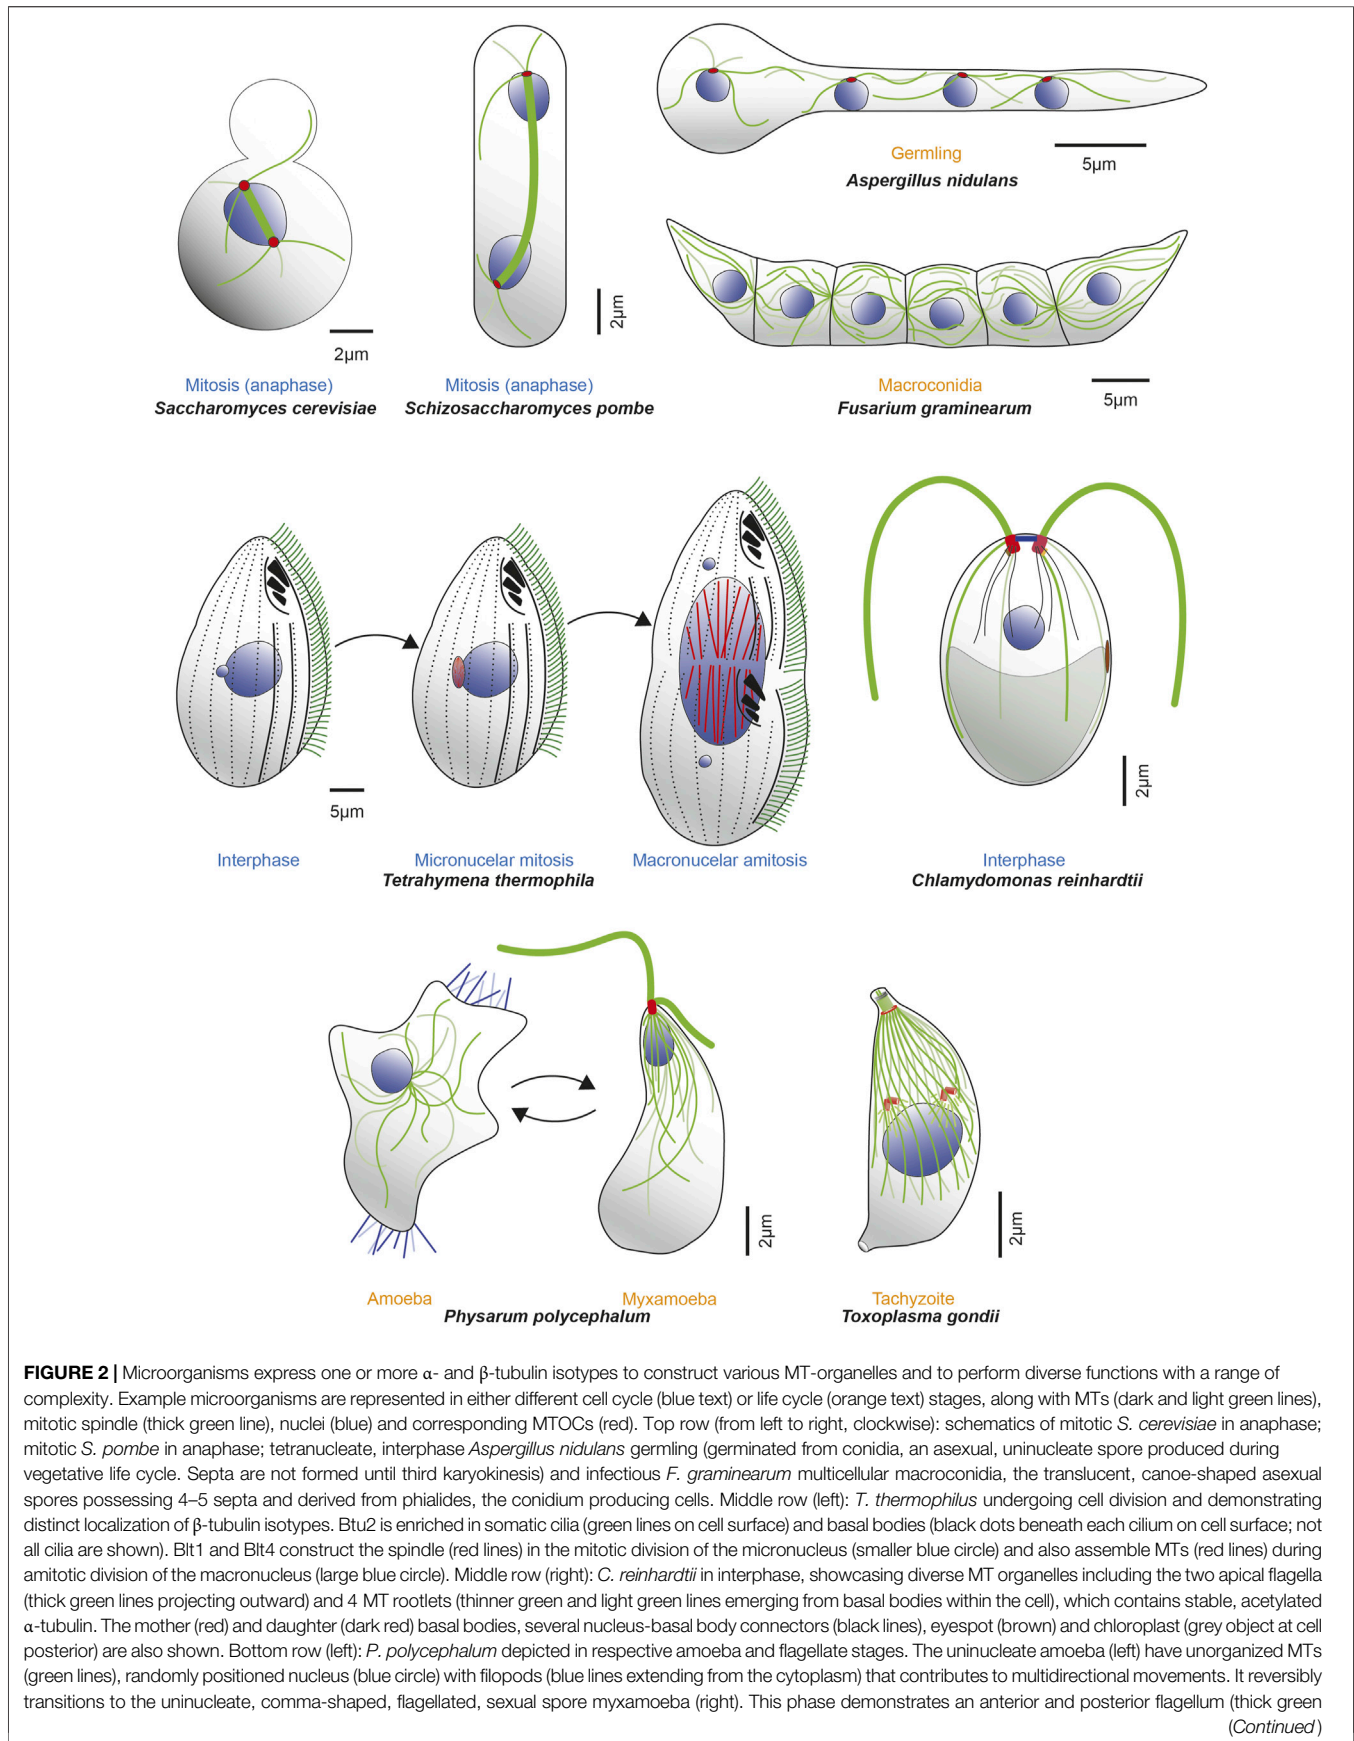 2µm
Mitosis (anaphase)
Saccharomyces cerevisiae
2µm
Mitosis (anaphase)
Schizosaccharomyces pombe
Germling
Aspergillus nidulans
5µm
Macroconidia
Fusarium graminearum
5µm
5µm
Interphase
Micronucelar mitosis
Macronucelar amitosis
Tetrahymena thermophila
2µm
Interphase
Chlamydomonas reinhardtii
2µm
Amoeba
Myxamoeba
Physarum polycephalum
2µm
Tachyzoite
Toxoplasma gondii
FIGURE 2 | Microorganisms express one or more α- and β-tubulin isotypes to construct various MT-organelles and to perform diverse functions with a range of
complexity. Example microorganisms are represented in either different cell cycle (blue text) or life cycle (orange text) stages, along with MTs (dark and light green lines),
mitotic spindle (thick green line), nuclei (blue) and corresponding MTOCs (red). Top row (from left to right, clockwise): schematics of mitotic S. cerevisiae in anaphase;
mitotic S. pombe in anaphase; tetranucleate, interphase Aspergillus nidulans germling (germinated from conidia, an asexual, uninucleate spore produced during
vegetative life cycle. Septa are not formed until third karyokinesis) and infectious F. graminearum multicellular macroconidia, the translucent, canoe-shaped asexual
spores possessing 4–5 septa and derived from phialides, the conidium producing cells. Middle row (left): T. thermophilus undergoing cell division and demonstrating
distinct localization of β-tubulin isotypes. Btu2 is enriched in somatic cilia (green lines on cell surface) and basal bodies (black dots beneath each cilium on cell surface; not
all cilia are shown). Blt1 and Blt4 construct the spindle (red lines) in the mitotic division of the micronucleus (smaller blue circle) and also assemble MTs (red lines) during
amitotic division of the macronucleus (large blue circle). Middle row (right): C. reinhardtii in interphase, showcasing diverse MT organelles including the two apical flagella
(thick green lines projecting outward) and 4 MT rootlets (thinner green and light green lines emerging from basal bodies within the cell), which contains stable, acetylated
α-tubulin. The mother (red) and daughter (dark red) basal bodies, several nucleus-basal body connectors (black lines), eyespot (brown) and chloroplast (grey object at cell
posterior) are also shown. Bottom row (left): P. polycephalum depicted in respective amoeba and flagellate stages. The uninucleate amoeba (left) have unorganized MTs
(green lines), randomly positioned nucleus (blue circle) with filopods (blue lines extending from the cytoplasm) that contributes to multidirectional movements. It reversibly
transitions to the uninucleate, comma-shaped, flagellated, sexual spore myxamoeba (right). This phase demonstrates an anterior and posterior flagellum (thick green
(Continued)